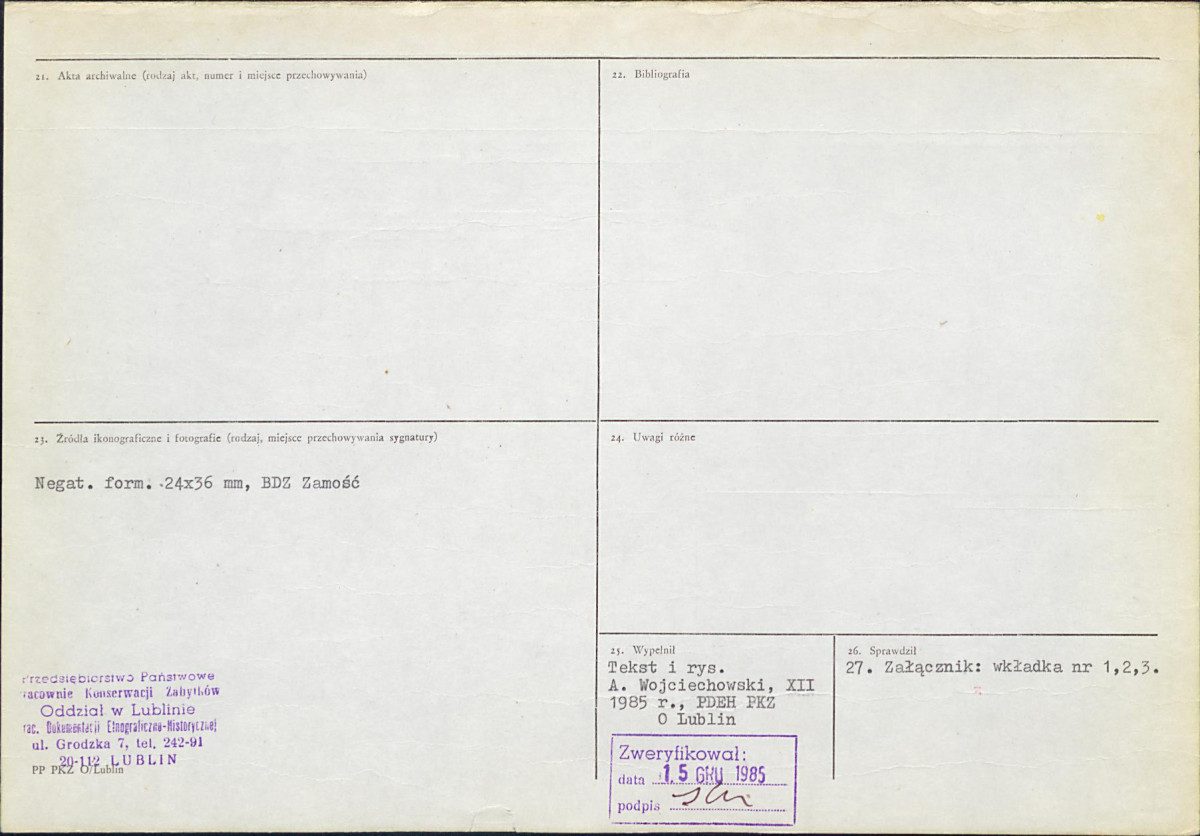 21. Akta archiwalne (rodzaj akt, numer i miejsce przechowywania)
22. Bibliografia
23. Źródła ikonograficzne i fotografie (rodzaj, miejsce przechowywania sygnatury)
Negat. form. 24x36 mm, BDZ Zamość
24. Uwagi różne
25. Wypełnił
Tekst i rys.
A. Wojciechowski, XII
1985 r., PDEH PKZ
O Lublin
26. Sprawdził
27. Załącznik: wkładka nr 1,2,3.
Przedsiębiorstwo Państwowe
Pracownie Konserwacji Zabytków
Oddział w Lublinie
Prac. Dokumentacji Etnograficzno-Historycznej
ul. Grodzka 7, tel. 242-91
20-112 LUBLIN
PP PKZ O/Lublin
Zweryfikował:
data 15 GRU 1985
podpis